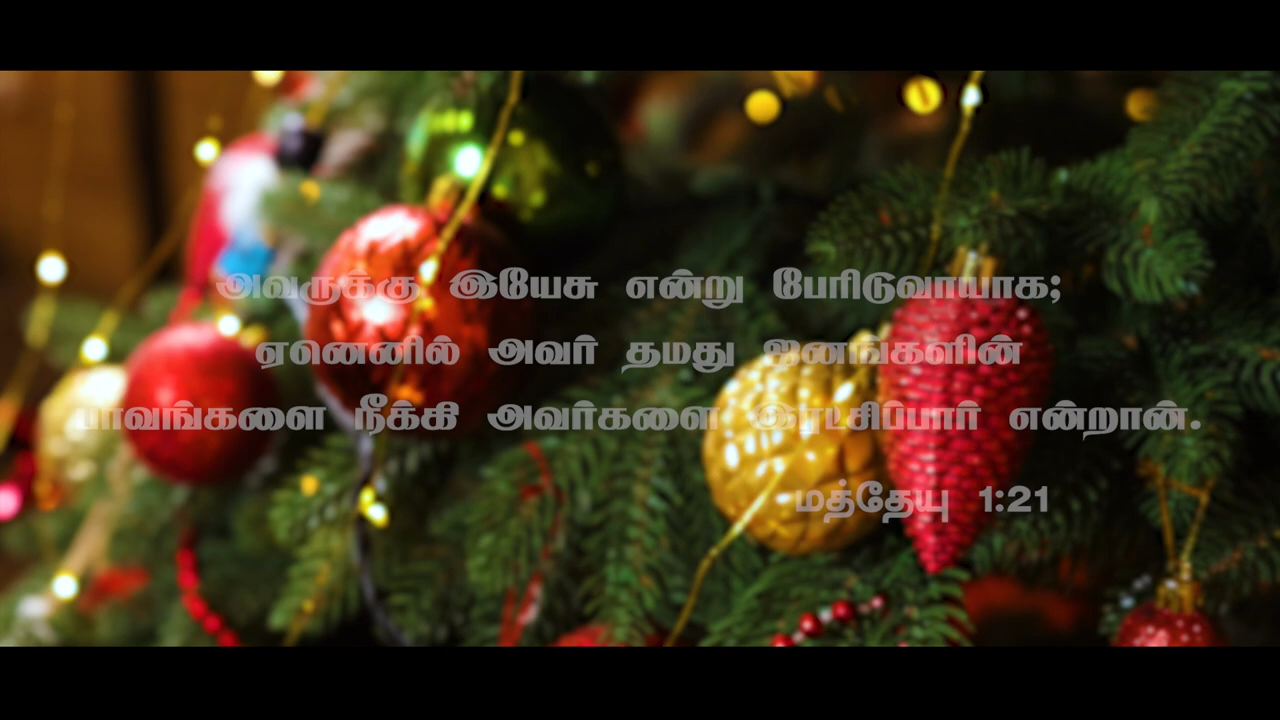 அவருக்கு இயேசு என்று பேரிடுவாயாக;
ஏனெனில் அவர் தமது ஜனங்களின்
பாவங்களை நீக்கி அவர்களை இரட்சிப்பார் என்றான்.
மத்தேயு 1:21